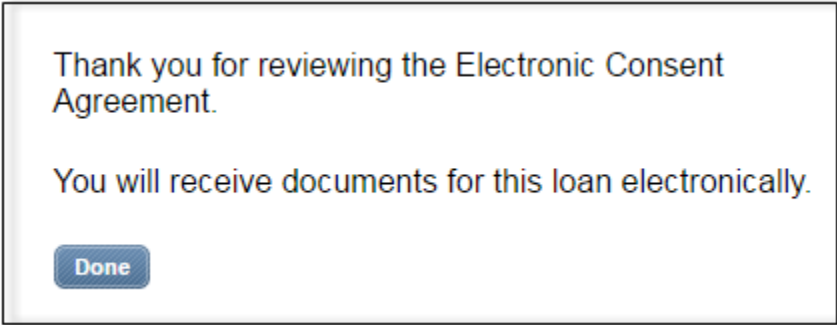 Thank you for reviewing the Electronic Consent
Agreement.
You will receive documents for this loan electronically.
Done